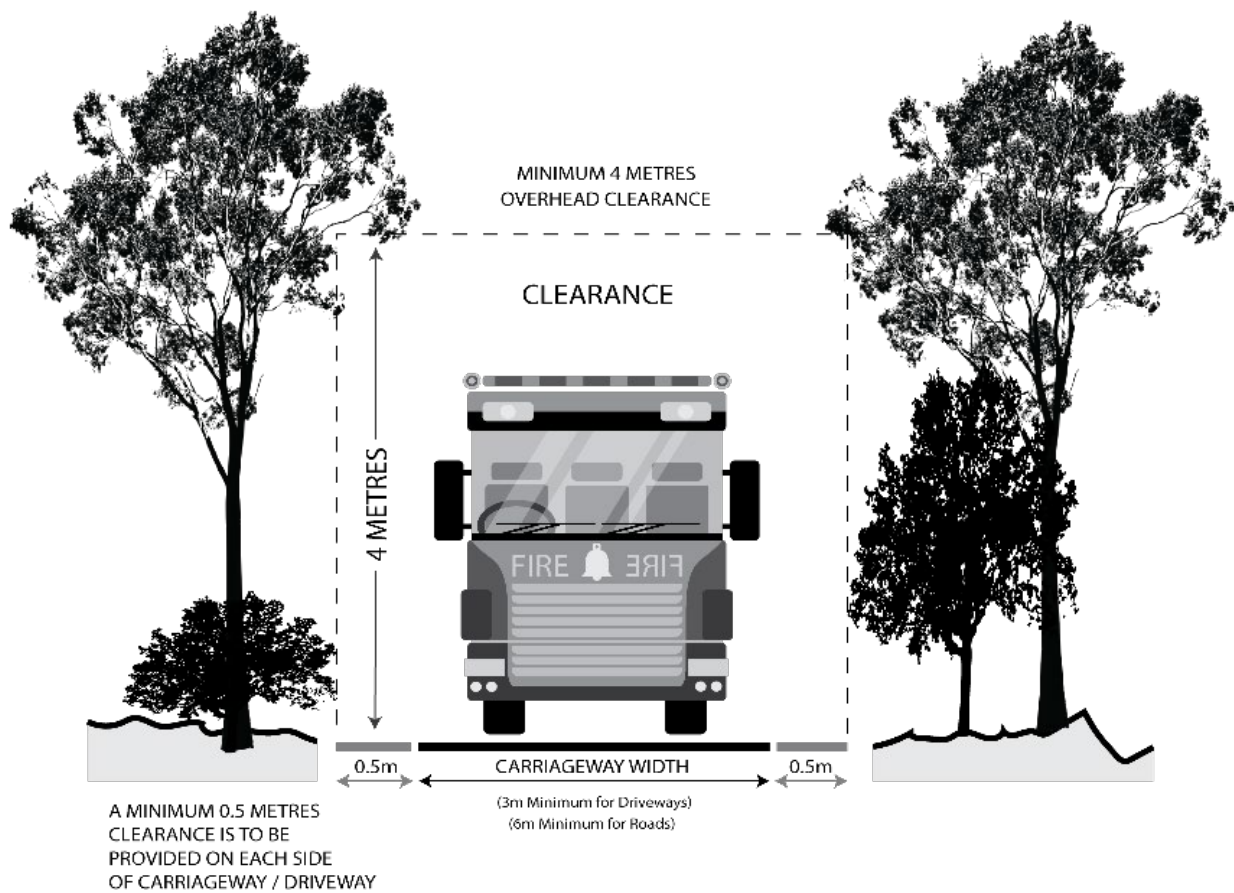 MINIMUM 4 METRES
OVERHEAD CLEARANCE
CLEARANCE
4 METRES
FIRE FIRE
0.5m
CARRIAGEWAY WIDTH
0.5m
(3m Minimum for Driveways)
(6m Minimum for Roads)
A MINIMUM 0.5 METRES
CLEARANCE IS TO BE
PROVIDED ON EACH SIDE
OF CARRIAGEWAY / DRIVEWAY